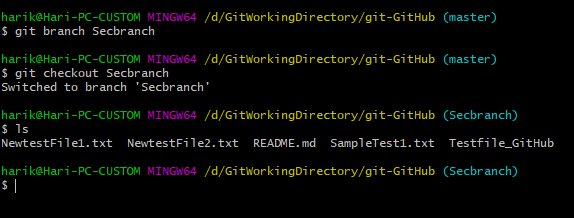 harik@Hari-PC-CUSTOM MINGW64 /d/GitWorkingDirectory/git-GitHub (master)
$ git branch Secbranch
harik@Hari-PC-CUSTOM MINGW64 /d/GitWorkingDirectory/git-GitHub (master)
$ git checkout Secbranch
Switched to branch 'Secbranch'
harik@Hari-PC-CUSTOM MINGW64 /d/GitWorkingDirectory/git-GitHub (Secbranch)
$ ls
NewtestFile1.txt  NewtestFile2.txt  README.md  SampleTest1.txt  Testfile_GitHub
harik@Hari-PC-CUSTOM MINGW64 /d/GitWorkingDirectory/git-GitHub (Secbranch)
$